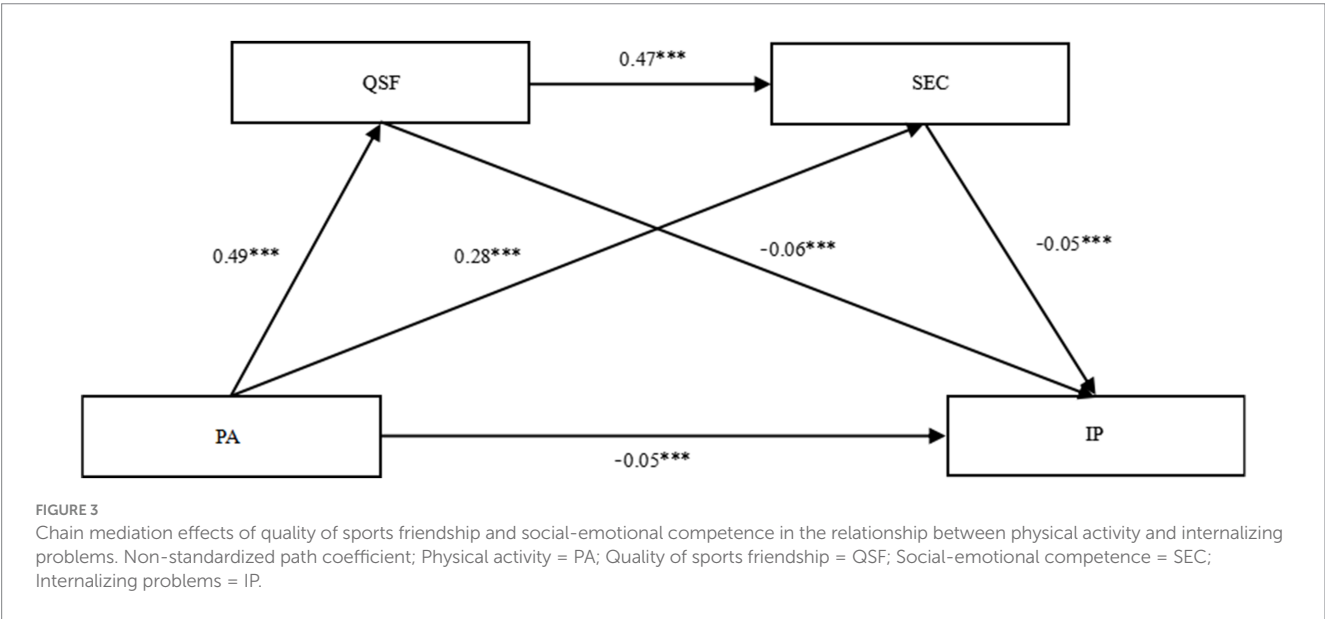 0.47***
QSF
SEC
0.49***
0.28***
-0.06***
-0.05***
PA
IP
-0.05***
FIGURE 3
Chain mediation effects of quality of sports friendship and social-emotional competence in the relationship between physical activity and internalizing
problems. Non-standardized path coefficient; Physical activity = PA; Quality of sports friendship = QSF; Social-emotional competence = SEC;
Internalizing problems = IP.